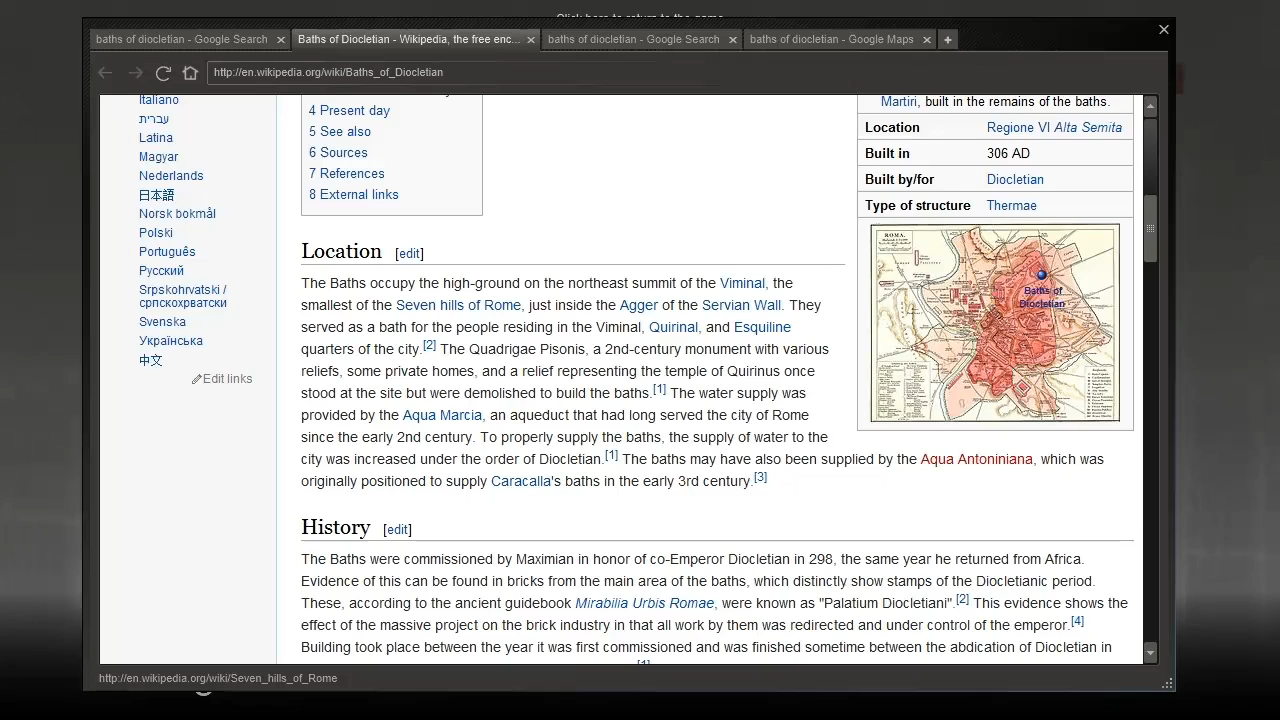 Click here to return to the game
baths of diocletian - Google Search
Baths of Diocletian - Wikipedia, the free enc...
baths of diocletian - Google Search
baths of diocletian - Google Maps
http://en.wikipedia.org/wiki/Baths_of_Diocletian
Italiano
עברית
Latina
Magyar
Nederlands
日本語
Norsk bokmål
Polski
Português
Русский
Srpskohrvatski /
српскохрватски
Svenska
Українська
中文
Edit links
4 Present day
5 See also
6 Sources
7 References
8 External links
Location [edit]
The Baths occupy the high-ground on the northeast summit of the Viminal, the
smallest of the Seven hills of Rome, just inside the Agger of the Servian Wall. They
served as a bath for the people residing in the Viminal, Quirinal, and Esquiline
quarters of the city.[2] The Quadrigae Pisonis, a 2nd-century monument with various
reliefs, some private homes, and a relief representing the temple of Quirinus once
stood at the site but were demolished to build the baths.[1] The water supply was
provided by the Aqua Marcia, an aqueduct that had long served the city of Rome
since the early 2nd century. To properly supply the baths, the supply of water to the
city was increased under the order of Diocletian.[1] The baths may have also been supplied by the Aqua Antoniniana, which was
originally positioned to supply Caracalla's baths in the early 3rd century.[3]
Martiri, built in the remains of the baths.
Location Regione VI Alta Semita
Built in 306 AD
Built by/for Diocletian
Type of structure Thermae
ROMA.
Baths of
Diocletian
History [edit]
The Baths were commissioned by Maximian in honor of co-Emperor Diocletian in 298, the same year he returned from Africa.
Evidence of this can be found in bricks from the main area of the baths, which distinctly show stamps of the Diocletianic period.
These, according to the ancient guidebook Mirabilia Urbis Romae, were known as "Palatium Diocletiani".[2] This evidence shows the
effect of the massive project on the brick industry in that all work by them was redirected and under control of the emperor.[4]
Building took place between the year it was first commissioned and was finished sometime between the abdication of Diocletian in
[1]
http://en.wikipedia.org/wiki/Seven_hills_of_Rome